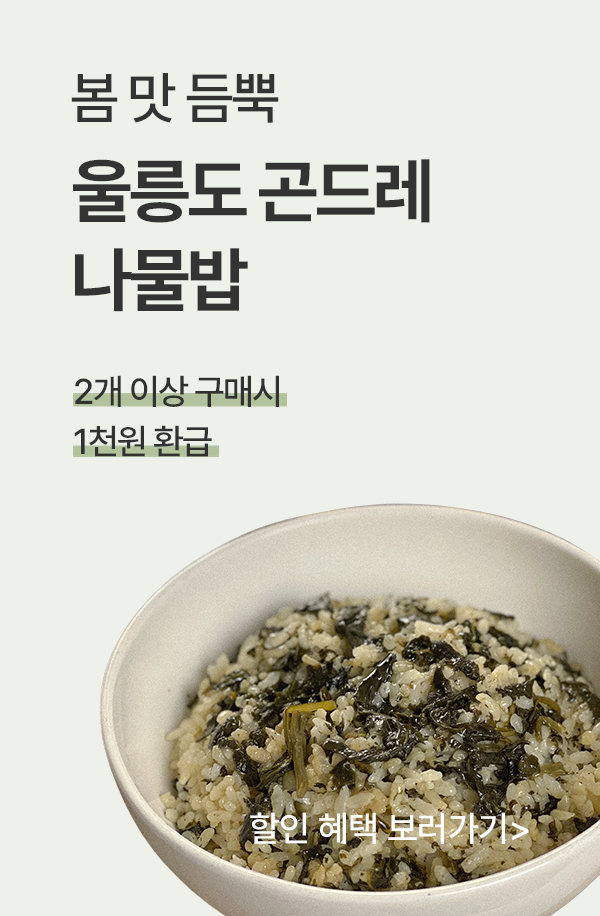 봄 맛 듬뿍
울릉도 곤드레
나물밥
2개 이상 구매시
1천원 환급
할인 혜택 보러가기>